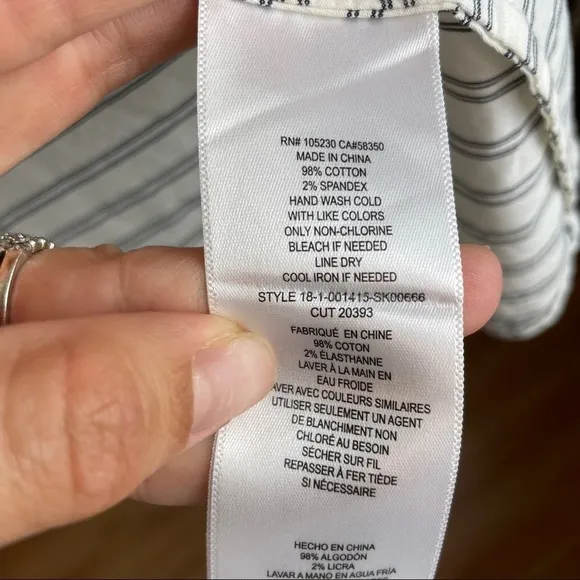 RN# 105230 CA#58350
MADE IN CHINA
98% COTTON
2% SPANDEX
HAND WASH COLD
WITH LIKE COLORS
ONLY NON-CHLORINE
BLEACH IF NEEDED
LINE DRY
COOL IRON IF NEEDED
STYLE 18-1-001415-SK00666
CUT 20393
FABRIQUÉ EN CHINE
98% COTON
2% ÉLASTHANNE
LAVER À LA MAIN EN
EAU FROIDE
AVER AVEC COULEURS SIMILAIRES
UTILISER SEULEMENT UN AGENT
DE BLANCHIMENT NON
CHLORÉ AU BESOIN
SÉCHER SUR FIL
REPASSER À FER TIÈDE
SI NÉCESSAIRE
HECHO EN CHINA
98% ALGODÓN
2% LICRA
LAVAR A MANO EN AGUA FRÍA